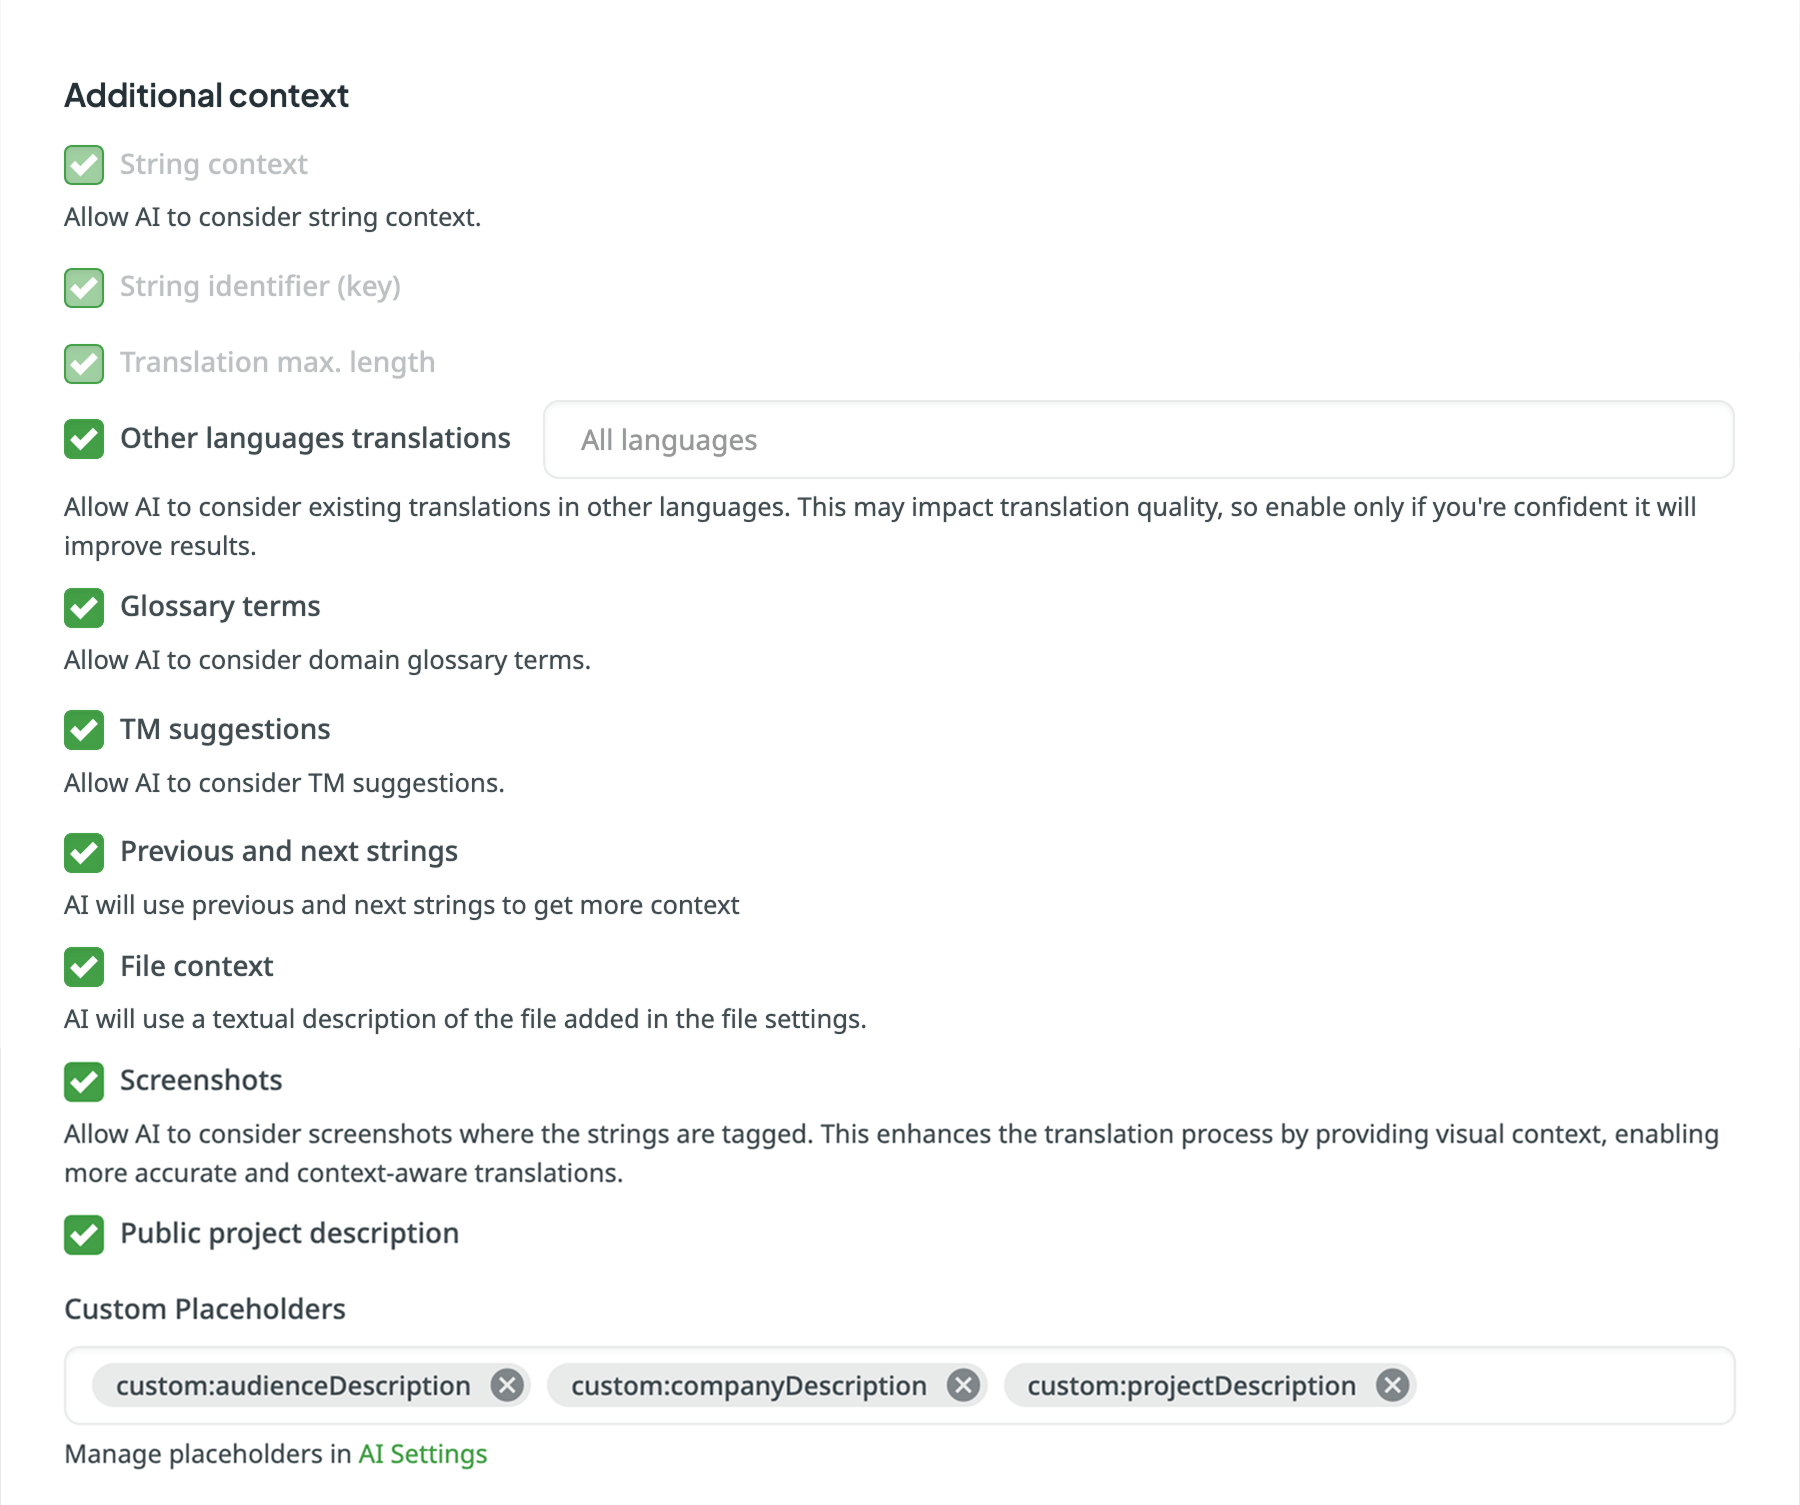 Additional context
String context
Allow AI to consider string context.
String identifier (key)
Translation max. length
Other languages translations
All languages
Allow AI to consider existing translations in other languages. This may impact translation quality, so enable only if you're confident it will
improve results.
Glossary terms
Allow AI to consider domain glossary terms.
TM suggestions
Allow AI to consider TM suggestions.
Previous and next strings
AI will use previous and next strings to get more context
File context
AI will use a textual description of the file added in the file settings.
Screenshots
Allow AI to consider screenshots where the strings are tagged. This enhances the translation process by providing visual context, enabling
more accurate and context-aware translations.
Public project description
Custom Placeholders
custom:audienceDescription custom:companyDescription custom:projectDescription
Manage placeholders in AI Settings